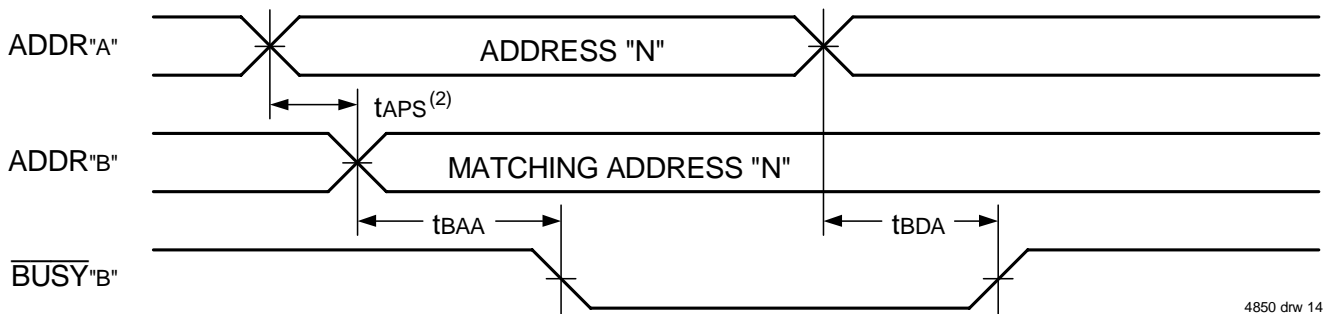 ADDR"A"
ADDRESS "N"
tAPS(2)
ADDR"B"
MATCHING ADDRESS "N"
tBAA
tBDA
BUSY"B"
4850 drw 14